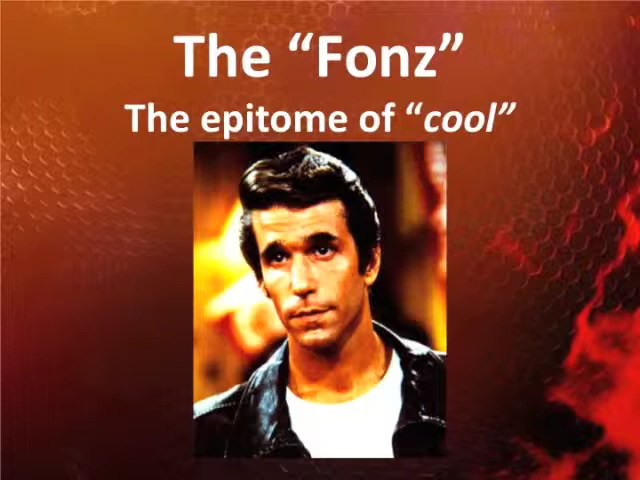 The “Fonz”
The epitome of “cool”